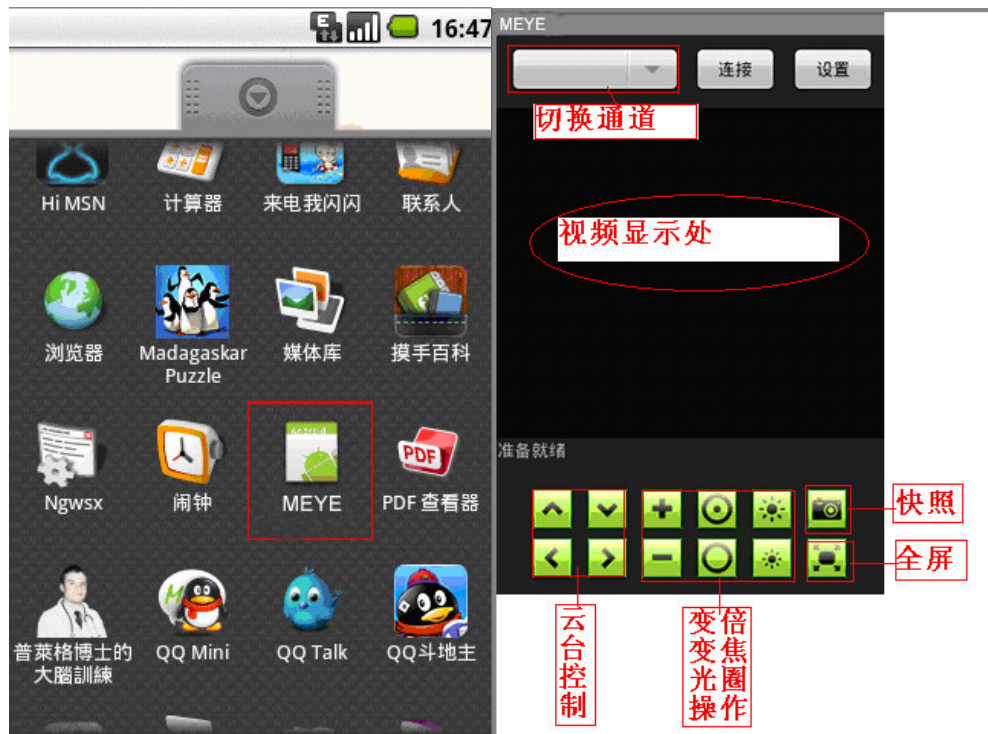 16:47
Hi MSN
计算器
来电我闪闪
联系人
浏览器
Madagaskar
Puzzle
媒体库
摸手百科
Ngwsx
闹钟
MEYE
PDF
PDF 查看器
普莱格博士的
大腦訓練
QQ Mini
QQ Talk
QQ斗地主
MEYE
连接
设置
切换通道
视频显示处
准备就绪
快照
全屏
云台控制
变倍
变焦
光圈
操作